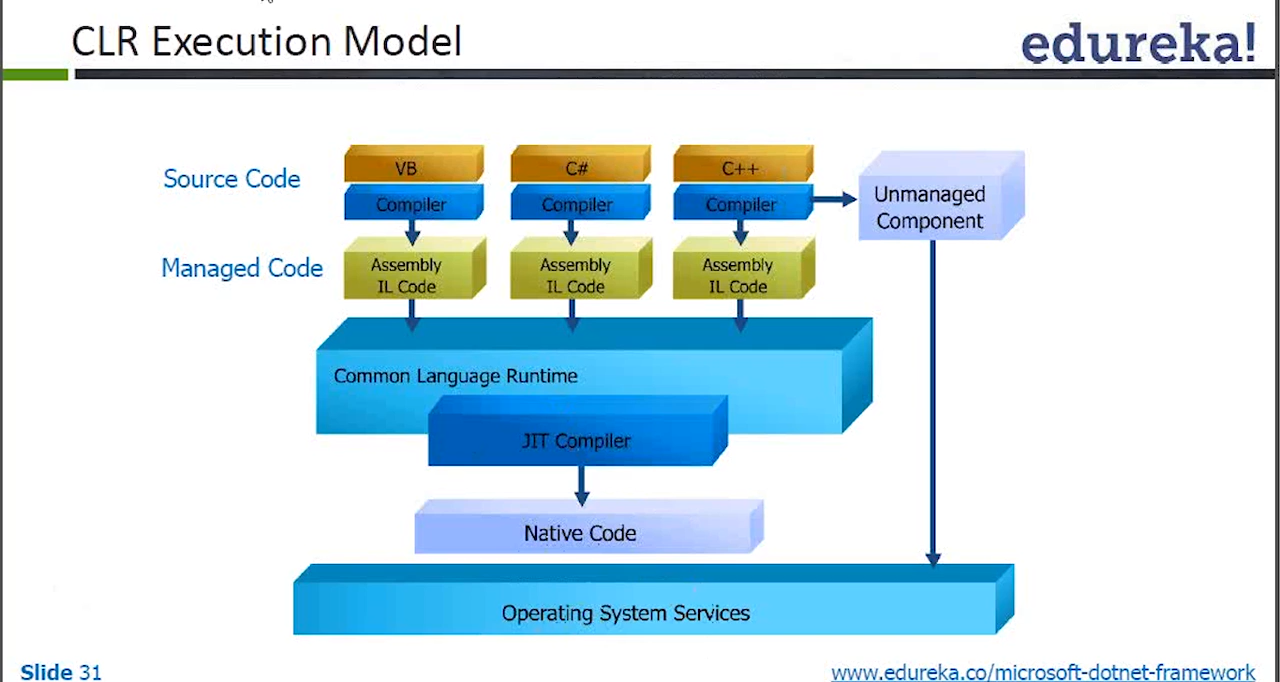 CLR Execution Model
edureka!
Source Code
VB
C#
C++
Compiler
Compiler
Compiler
Unmanaged
Component
Managed Code
Assembly
IL Code
Assembly
IL Code
Assembly
IL Code
Common Language Runtime
JIT Compiler
Native Code
Operating System Services
Slide 31
www.edureka.co/microsoft-dotnet-framework